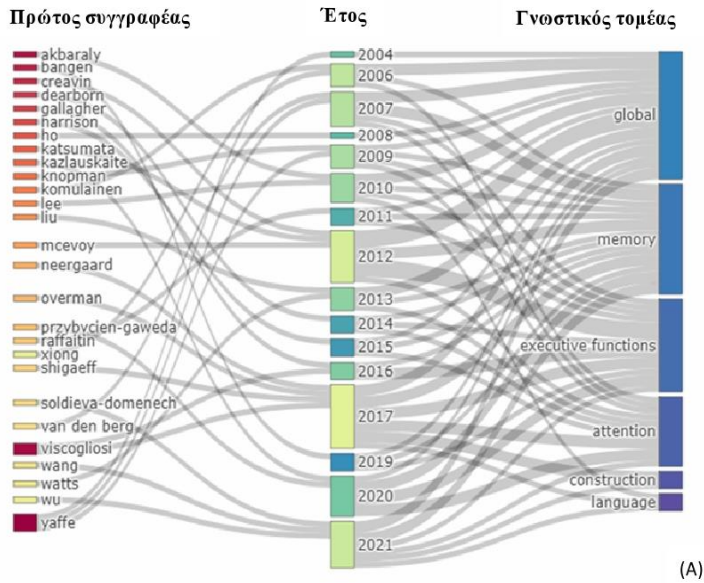 Πρώτος συγγραφέας
Έτος
Γνωστικός τομέας
akbaraly
bangen
creavin
dearborn
gallagher
harrison
ho
katsumata
kazlauskaite
knopman
komulainen
lee
liu
mcevoy
neergaard
overman
przybycien-gaweda
raffaitin
xiong
shigaeff
soldieva-domenech
van den berg
viscogliosi
wang
watts
wu
yaffe
2004
2006
2007
2008
2009
2010
2011
2012
2013
2014
2015
2016
2017
2019
2020
2021
global
memory
executive functions
attention
construction
language
(A)